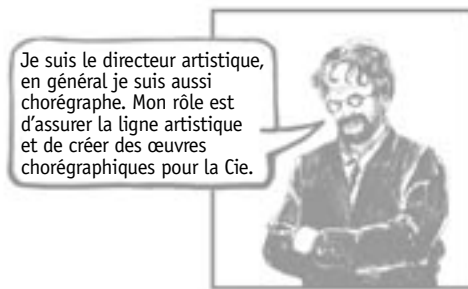 Je suis le directeur artistique,
en général je suis aussi
chorégraphe. Mon rôle est
d'assurer la ligne artistique
et de créer des œuvres
chorégraphiques pour la Cie.